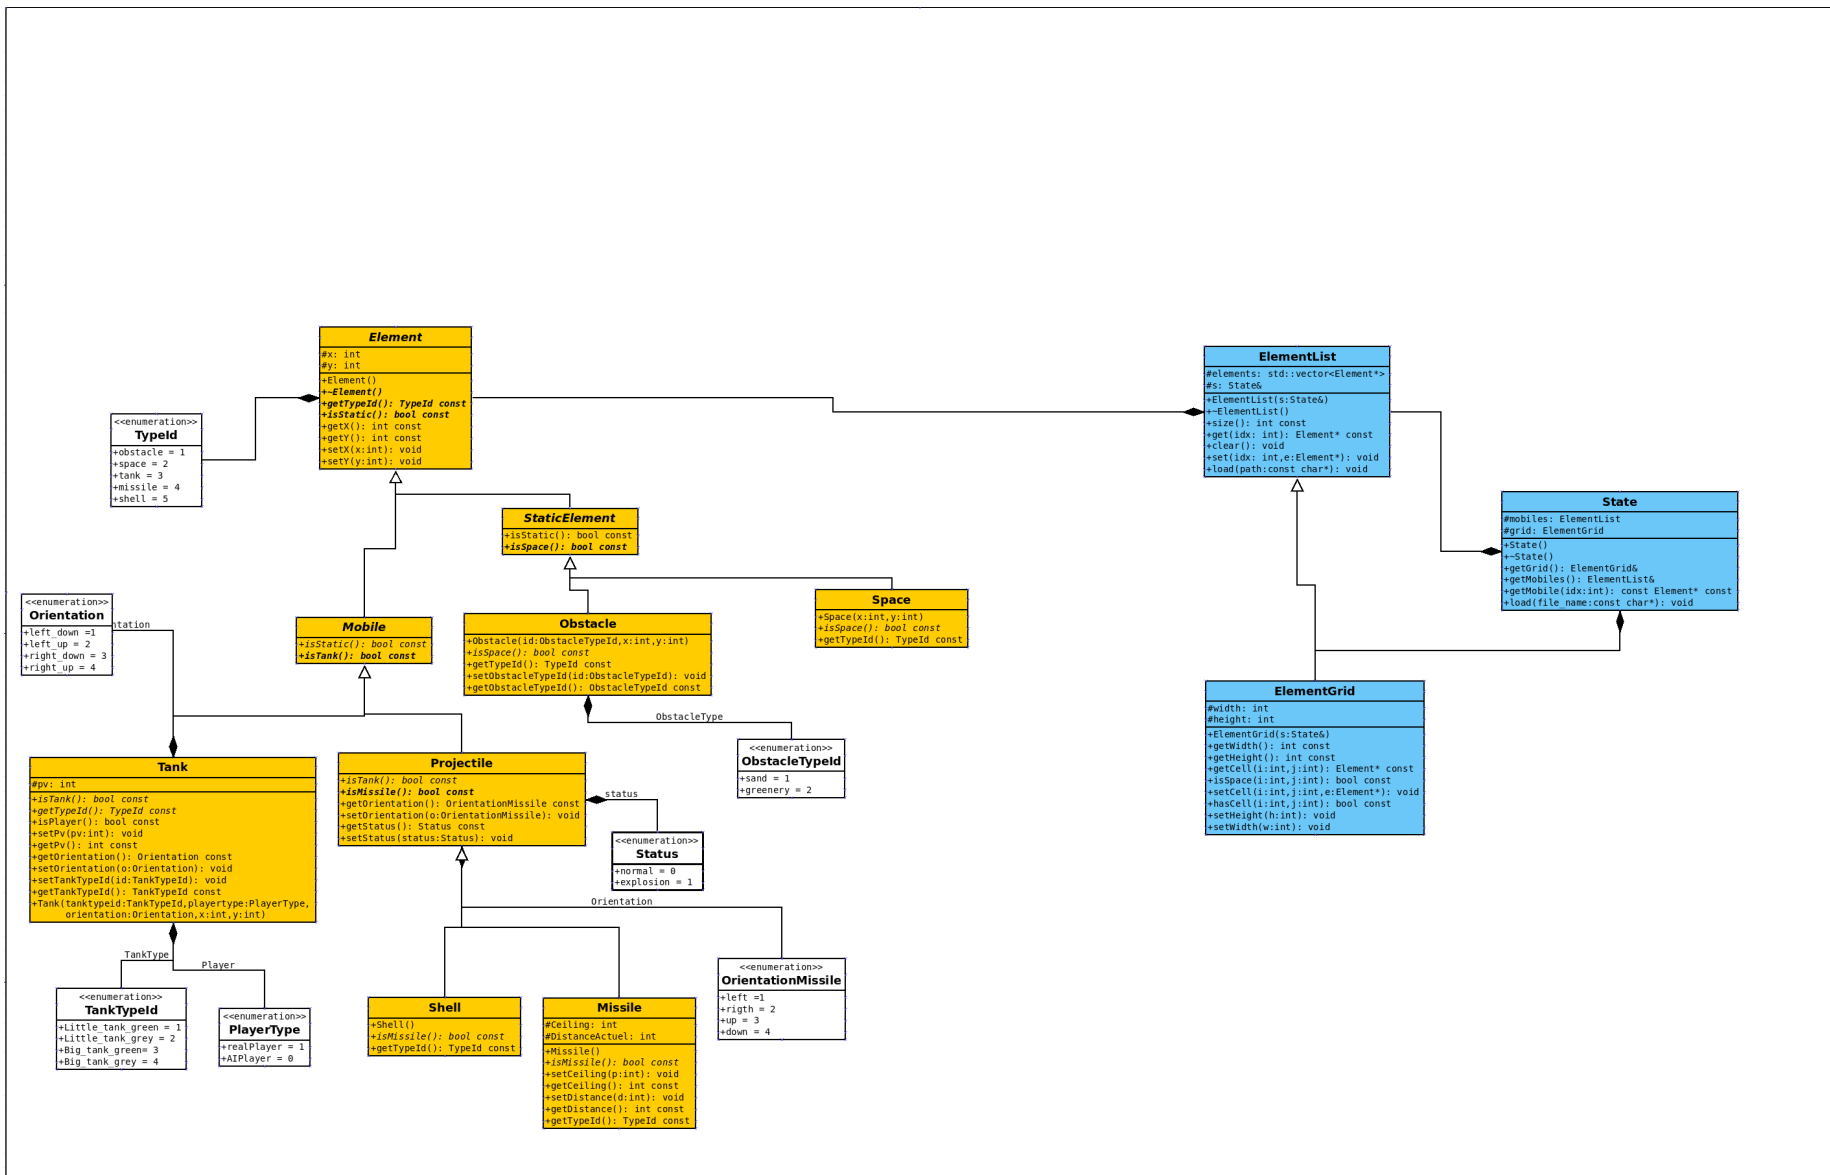 Element
#x: int
#y: int
+Element()
+~Element()
+getTypeId(): TypeId const
+isStatic(): bool const
+getX(): int const
+getY(): int const
+setX(x:int): void
+setY(y:int): void
<<enumeration>>
TypeId
+obstacle = 1
+space = 2
+tank = 3
+missile = 4
+shell = 5
StaticElement
+isStatic(): bool const
+isSpace(): bool const
<<enumeration>>
Orientation
+left_down =1
+left_up = 2
+right_down = 3
+right_up = 4
ntation
Mobile
+isStatic(): bool const
+isTank(): bool const
Obstacle
+Obstacle(id:ObstacleTypeId,x:int,y:int)
+isSpace(): bool const
+getTypeId(): TypeId const
+setObstacleTypeId(id:ObstacleTypeId): void
+getObstacleTypeId(): ObstacleTypeId const
Space
+Space(x:int,y:int)
+isSpace(): bool const
+getTypeId(): TypeId const
ObstacleType
<<enumeration>>
ObstacleTypeId
+sand = 1
+greenery = 2
Tank
#pv: int
+isTank(): bool const
+getTypeId(): TypeId const
+isPlayer(): bool const
+setPv(pv:int): void
+getPv(): int const
+getOrientation(): Orientation const
+setOrientation(o:Orientation): void
+setTankTypeId(id:TankTypeId): void
+getTankTypeId(): TankTypeId const
+Tank(tanktypeid:TankTypeId,playertype:PlayerType,
orientation:Orientation,x:int,y:int)
Projectile
+isTank(): bool const
+isMissile(): bool const
+getOrientation(): OrientationMissile const
+setOrientation(o:OrientationMissile): void
+getStatus(): Status const
+setStatus(status:Status): void
status
<<enumeration>>
Status
+normal = 0
+explosion = 1
Orientation
TankType
Player
<<enumeration>>
TankTypeId
+Little_tank_green = 1
+Little_tank_grey = 2
+Big_tank_green= 3
+Big_tank_grey = 4
<<enumeration>>
PlayerType
+realPlayer = 1
+AIPlayer = 0
Shell
+Shell()
+isMissile(): bool const
+getTypeId(): TypeId const
Missile
#Ceiling: int
#DistanceActuel: int
+Missile()
+isMissile(): bool const
+setCeiling(p:int): void
+getCeiling(): int const
+setDistance(d:int): void
+getDistance(): int const
+getTypeId(): TypeId const
<<enumeration>>
OrientationMissile
+left =1
+rigth = 2
+up = 3
+down = 4
ElementList
#elements: std::vector<Element*>
#s: State&
+ElementList(s:State&)
+~ElementList()
+size(): int const
+get(idx: int): Element* const
+clear(): void
+set(idx: int,e:Element*): void
+load(path:const char*): void
State
#mobiles: ElementList
#grid: ElementGrid
+State()
+~State()
+getGrid(): ElementGrid&
+getMobiles(): ElementList&
+getMobile(idx:int): const Element* const
+load(file_name:const char*): void
ElementGrid
#width: int
#height: int
+ElementGrid(s:State&)
+getWidth(): int const
+getHeight(): int const
+getCell(i:int,j:int): Element* const
+isSpace(i:int,j:int): bool const
+setCell(i:int,j:int,e:Element*): void
+hasCell(i:int,j:int): bool const
+setHeight(h:int): void
+setWidth(w:int): void